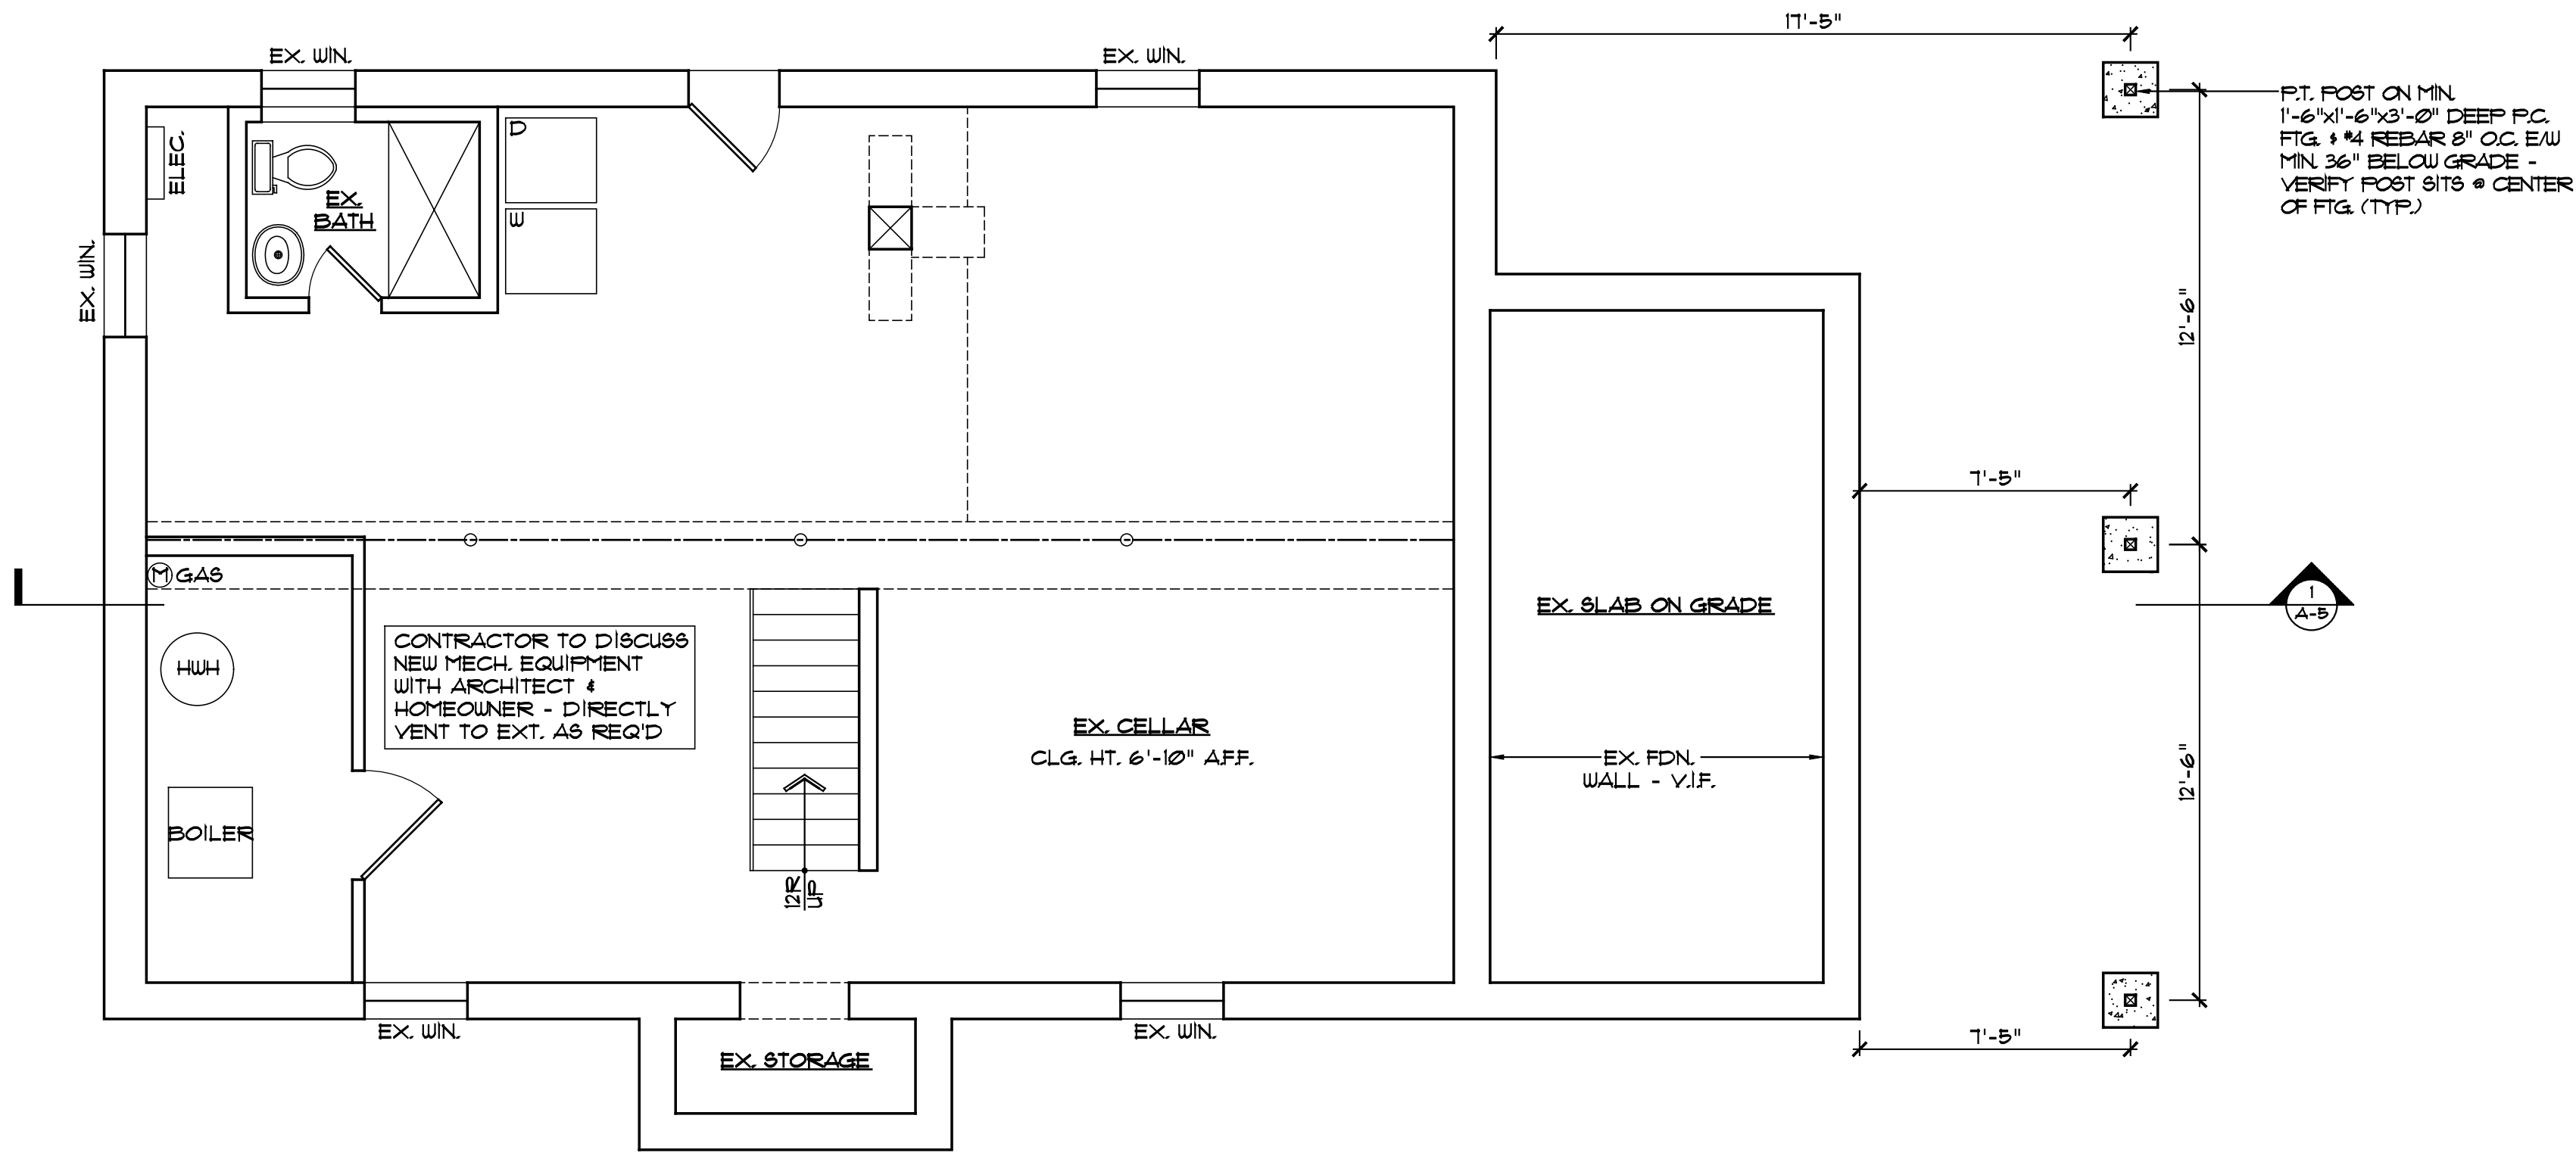 17'-5"
EX. WIN.
EX. WIN.
P.T. POST ON MIN.
1'-6"x1'-6"x3'-0" DEEP P.C.
FTG. & #4 REBAR 8" O.C. E/W
MIN. 36" BELOW GRADE -
VERIFY POST SITS @ CENTER
OF FTG. (TYP.)
ELEC.
D
W
EX.
BATH
EX. WIN.
12'-6"
7'-5"
M GAS
HWH
CONTRACTOR TO DISCUSS
NEW MECH. EQUIPMENT
WITH ARCHITECT &
HOMEOWNER - DIRECTLY
VENT TO EXT. AS REQ'D
EX. SLAB ON GRADE
1
A-5
EX. CELLAR
CLG. HT. 6'-10" A.F.F.
EX. FDN.
WALL - V.I.F.
12'-6"
BOILER
12R
UP
EX. WIN.
EX. WIN.
7'-5"
EX. STORAGE